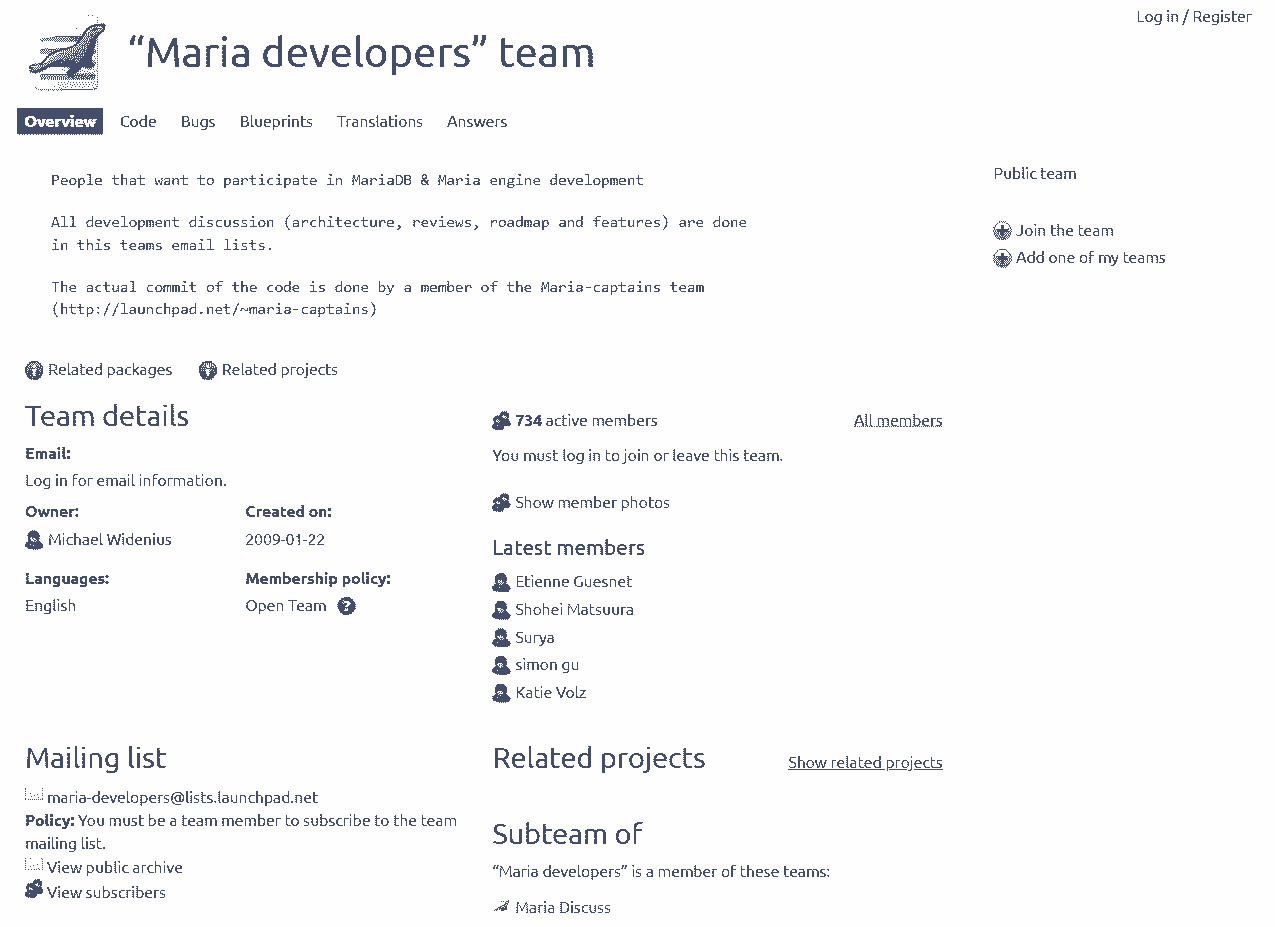 Log in / Register
“Maria developers” team
Overview Code Bugs Blueprints Translations Answers
People that want to participate in MariaDB & Maria engine development
All development discussion (architecture, reviews, roadmap and features) are done
in this teams email lists.
The actual commit of the code is done by a member of the Maria-captains team
(http://launchpad.net/~maria-captains)
Public team
Join the team
Add one of my teams
Related packages Related projects
Team details
Email:
Log in for email information.
Owner: Created on:
Michael Widenius 2009-01-22
Languages: Membership policy:
English Open Team ?
734 active members All members
You must log in to join or leave this team.
Show member photos
Latest members
Etienne Guesnet
Shohei Matsuura
Surya
simon gu
Katie Volz
Mailing list
maria-developers@lists.launchpad.net
Policy: You must be a team member to subscribe to the team
mailing list.
View public archive
View subscribers
Related projects Show related projects
Subteam of
“Maria developers” is a member of these teams:
Maria Discuss